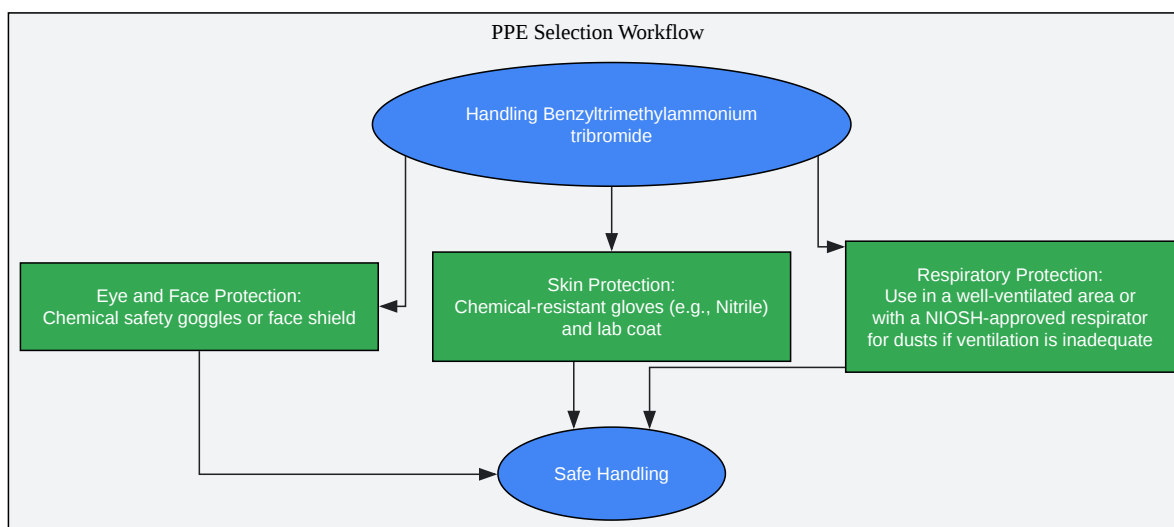 PPE Selection Workflow
Handling Benzyltrimethylammonium
tribromide
Eye and Face Protection:
Chemical safety goggles or face shield
Skin Protection:
Chemical-resistant gloves (e.g., Nitrile)
and lab coat
Respiratory Protection:
Use in a well-ventilated area or
with a NIOSH-approved respirator
for dusts if ventilation is inadequate
Safe Handling